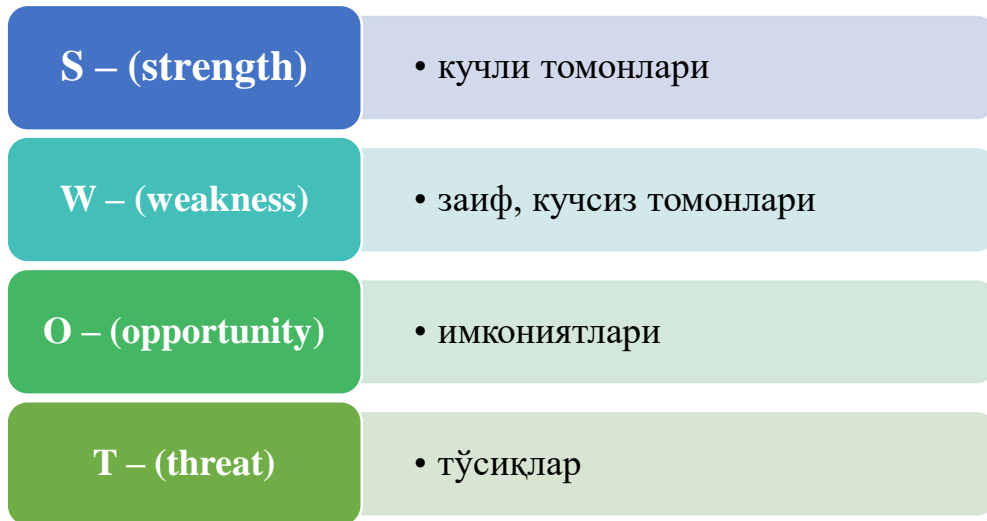 S – (strength)
• кучли томонлари
W – (weakness)
• заиф, кучсиз томонлари
O – (opportunity)
• имкониятлари
T – (threat)
• тўсиқлар